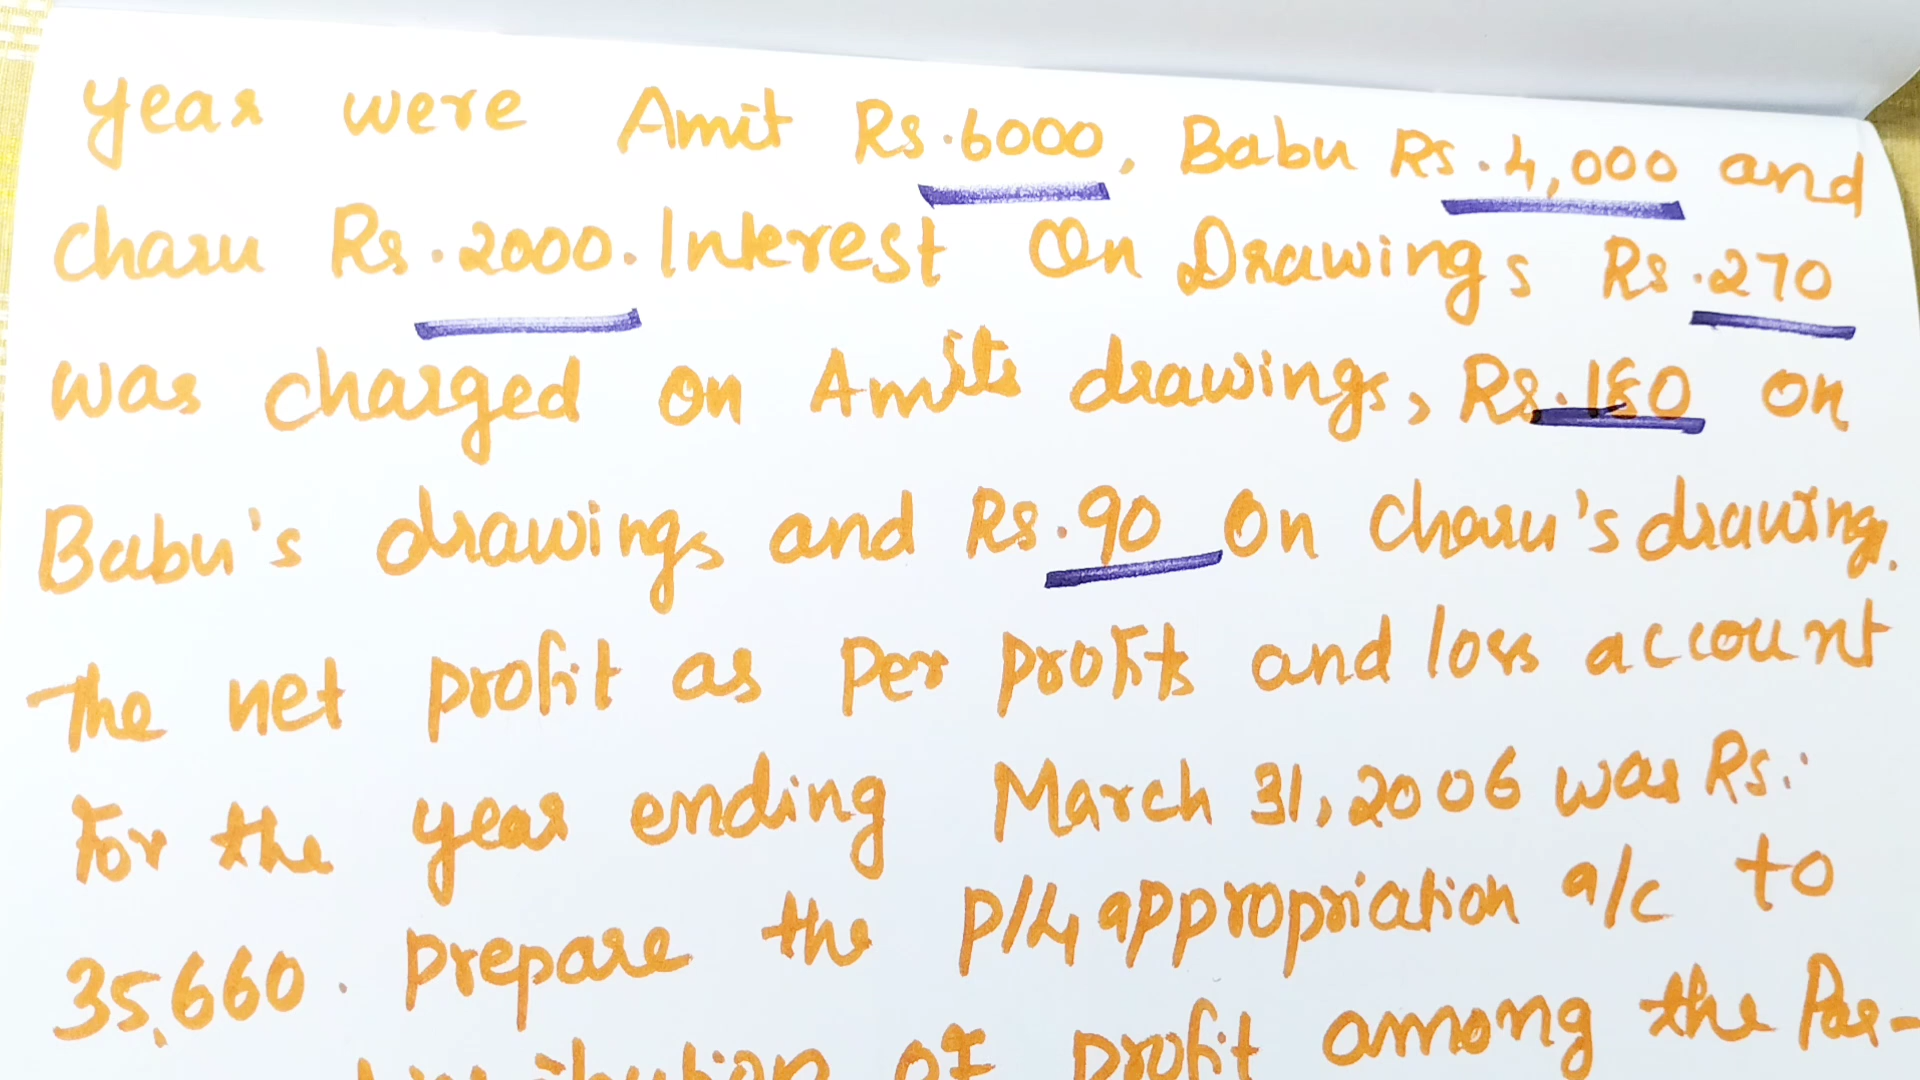 year were Amit Rs.6000, Babu Rs.4,000 and
charu Rs.2000. Interest On Drawings Rs.270
was charged on Amits drawings, Rs.180 on
Babu's drawings and Rs.90 On Charu's drawing.
The net profit as per profits and loss account
For the year ending March 31, 2006 was Rs.
35,660. Prepare the P/L appropriation a/c to
of profit among the Par-